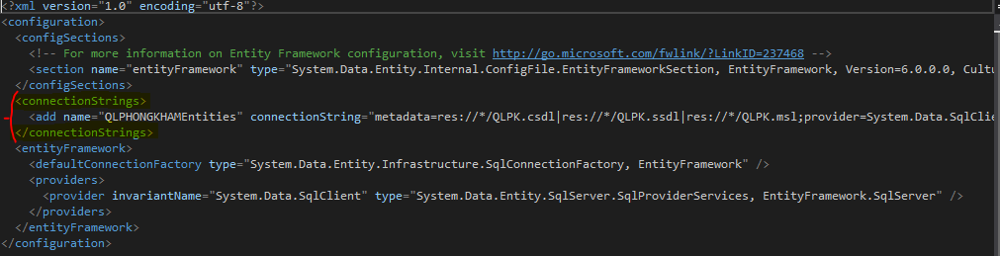 <?xml version="1.0" encoding="utf-8"?>
<configuration>
<configSections>
<!-- For more information on Entity Framework configuration, visit http://go.microsoft.com/fwlink/?LinkID=237468 -->
<section name="entityFramework" type="System.Data.Entity.Internal.ConfigFile.EntityFrameworkSection, EntityFramework, Version=6.0.0.0, Cultu
</configSections>
<connectionStrings>
<add name="QLPHONGKHAMEntities" connectionString="metadata=res://*/QLPK.csdl|res://*/QLPK.ssdl|res://*/QLPK.msl;provider=System.Data.SqlClie
</connectionStrings>
<entityFramework>
<defaultConnectionFactory type="System.Data.Entity.Infrastructure.SqlConnectionFactory, EntityFramework" />
<providers>
<provider invariantName="System.Data.SqlClient" type="System.Data.Entity.SqlServer.SqlProviderServices, EntityFramework.SqlServer" />
</providers>
</entityFramework>
</configuration>